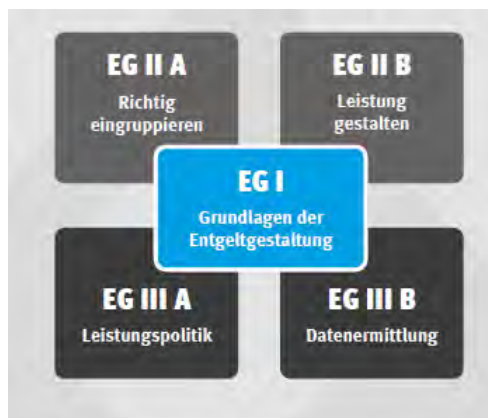 EG II A
Richtig
eingruppieren
EG II B
Leistung
gestalten
EG I
Grundlagen der
Entgeltgestaltung
EG III A
Leistungspolitik
EG III B
Datenermittlung